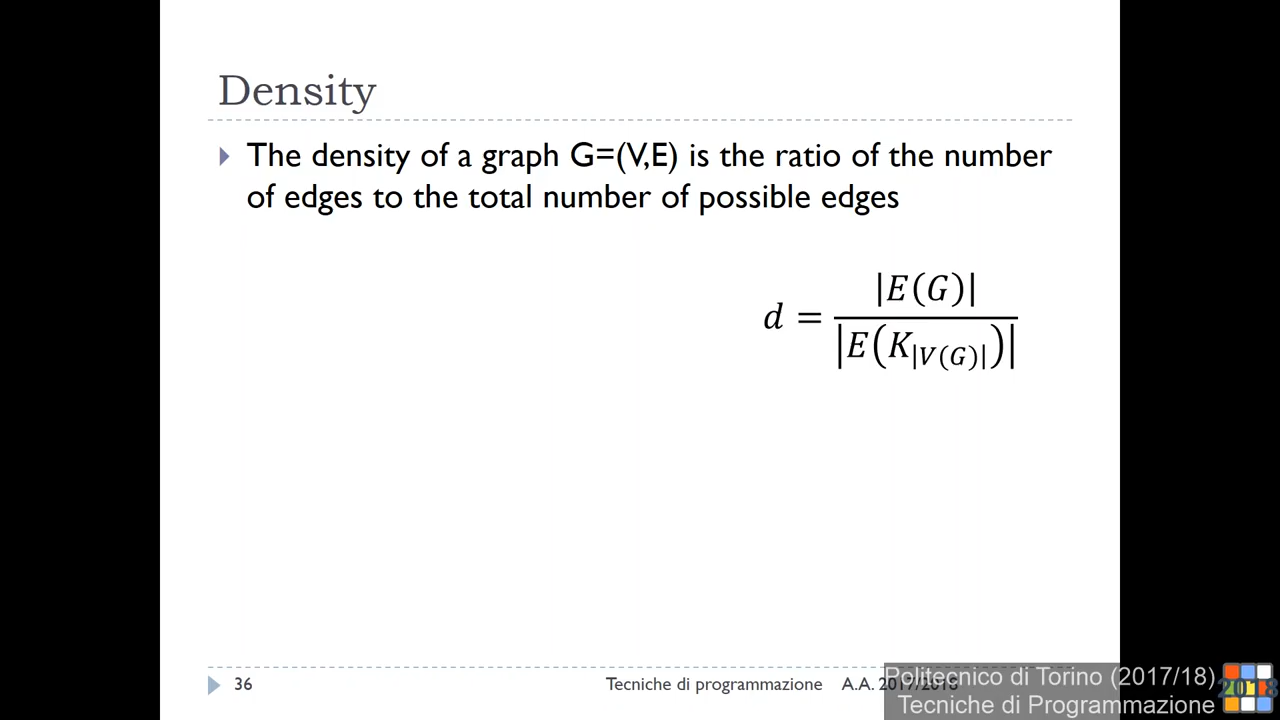 Density
The density of a graph G=(V,E) is the ratio of the number
of edges to the total number of possible edges
d = |E(G)| / |E(K_{|V(G)|})|
36
Tecniche di programmazione A.A. 2017/2018
Politecnico di Torino (2017/18)
2018
Tecniche di Programmazione